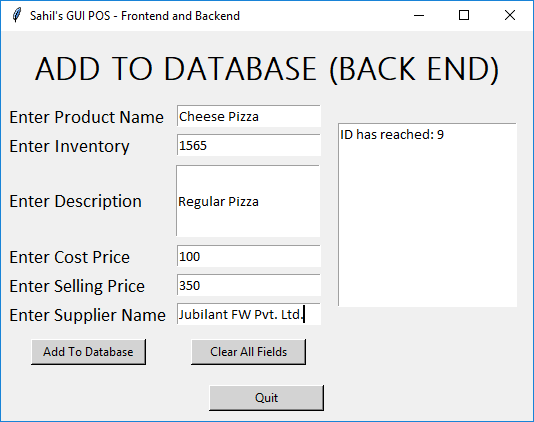 Sahil's GUI POS - Frontend and Backend
ADD TO DATABASE (BACK END)
Enter Product Name Cheese Pizza
Enter Inventory 1565
ID has reached: 9
Enter Description Regular Pizza
Enter Cost Price 100
Enter Selling Price 350
Enter Supplier Name Jubilant FW Pvt. Ltd.
Add To Database Clear All Fields
Quit